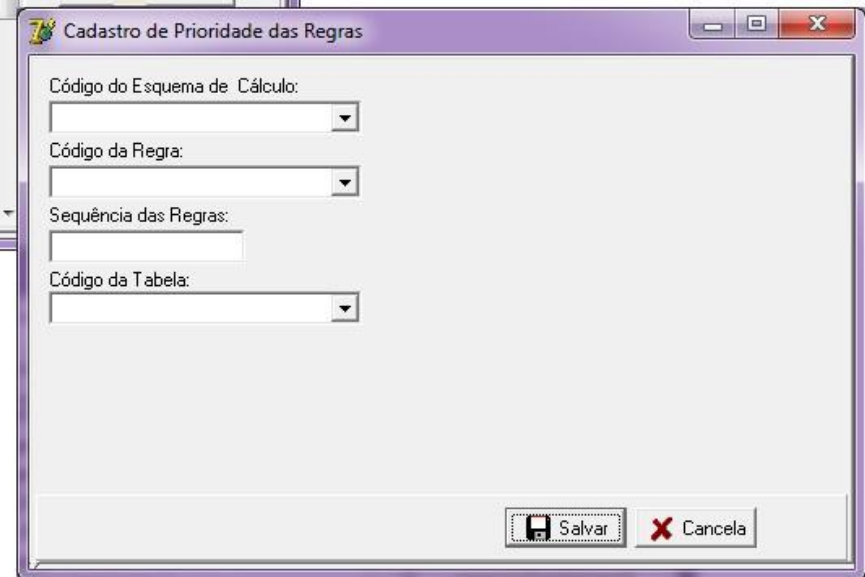 Cadastro de Prioridade das Regras
Código do Esquema de Cálculo:
Código da Regra:
Sequência das Regras:
Código da Tabela:
Salvar
Cancela